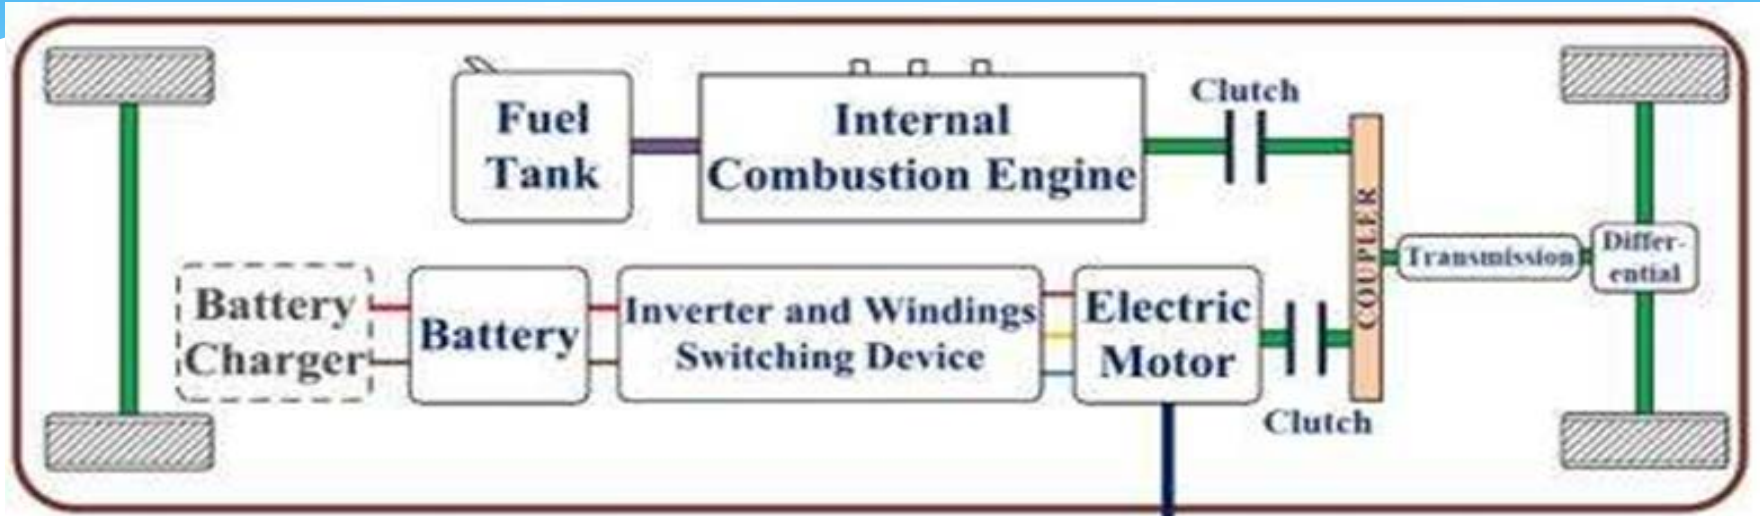 Fuel
Tank
Internal
Combustion Engine
Clutch
COUPLER
Transmission
Differ-
ential
Battery
Charger
Battery
Inverter and Windings
Switching Device
Electric
Motor
Clutch